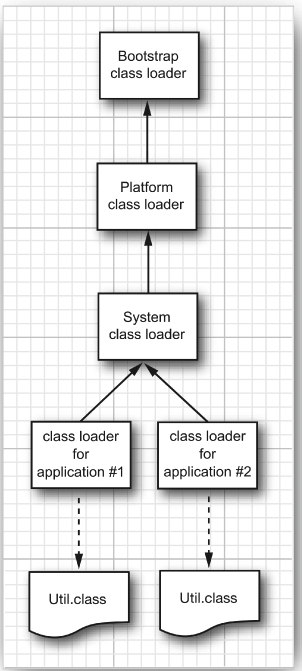 Bootstrap
class loader
Platform
class loader
System
class loader
class loader
for
application #1
class loader
for
application #2
Util.class
Util.class